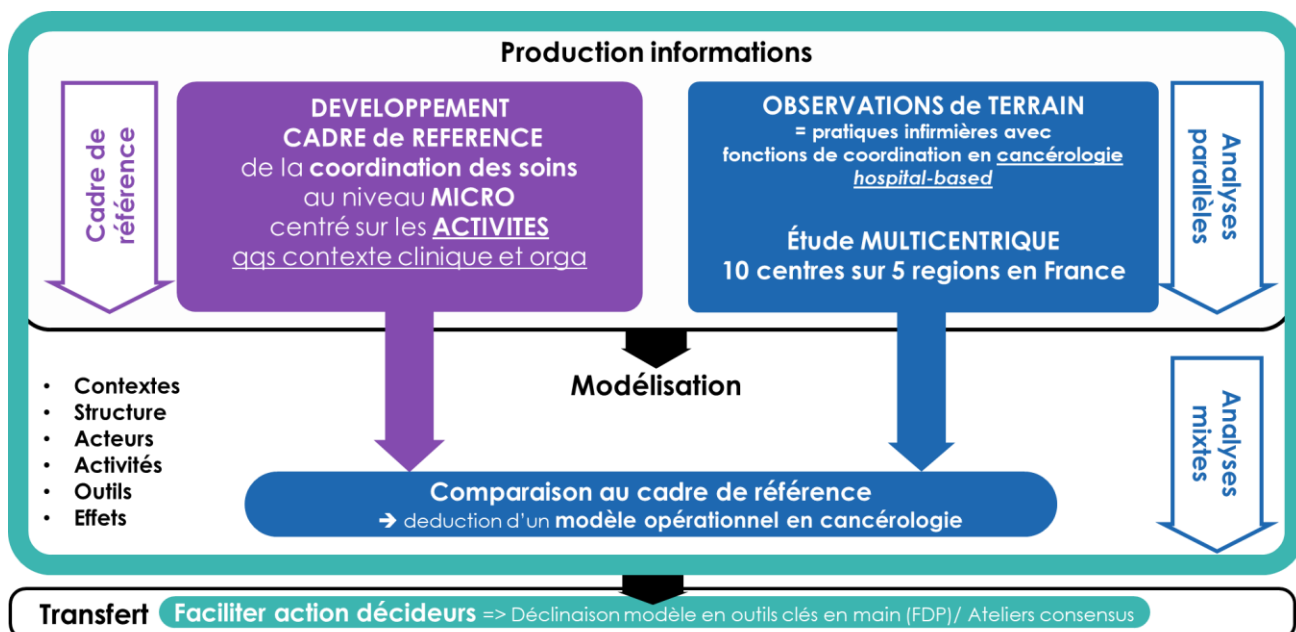 Production informations
Cadre de
référence
DEVELOPPEMENT
CADRE de REFERENCE
de la coordination des soins
au niveau MICRO
centré sur les ACTIVITES
qqs contexte clinique et orga
OBSERVATIONS de TERRAIN
= pratiques infirmières avec
fonctions de coordination en cancérologie
hospital-based
Étude MULTICENTRIQUE
10 centres sur 5 regions en France
Analyses
parallèles
Modélisation
• Contextes
• Structure
• Acteurs
• Activités
• Outils
• Effets
Analyses
mixtes
Comparaison au cadre de référence
➔ deduction d'un modèle opérationnel en cancérologie
Transfert Faciliter action décideurs => Déclinaison modèle en outils clés en main (FDP)/ Ateliers consensus